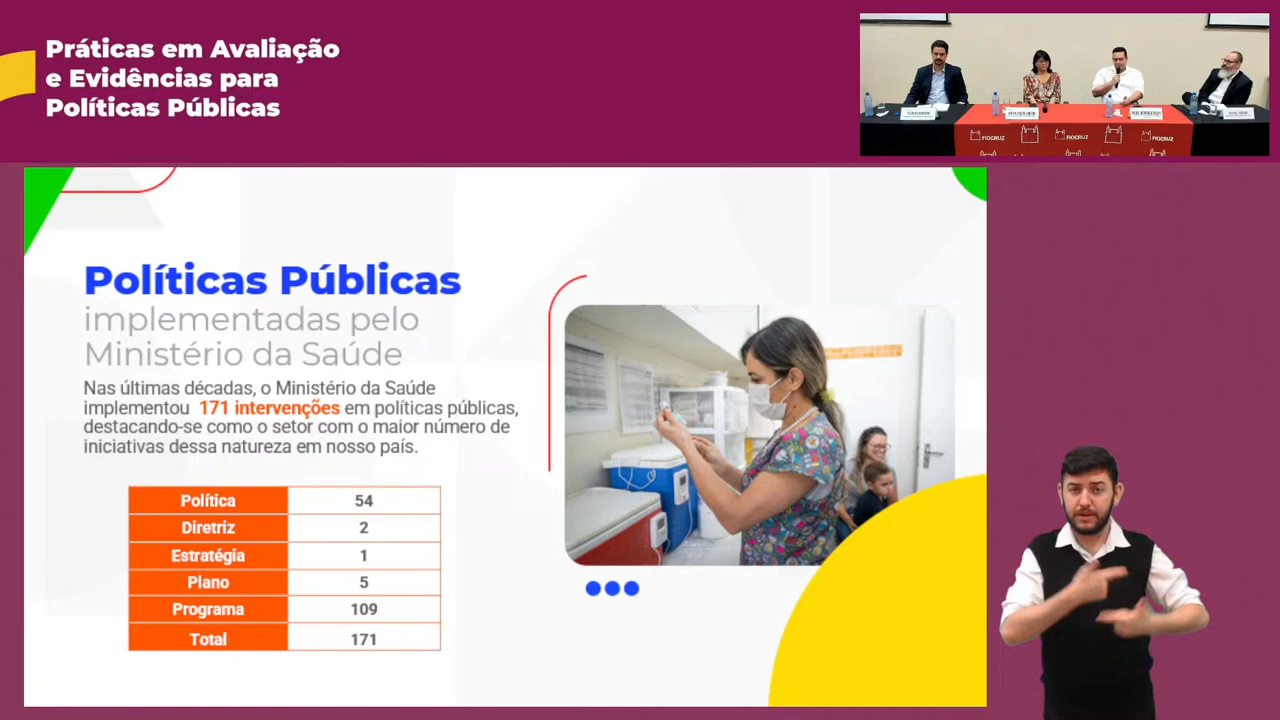 Práticas em Avaliação
e Evidências para
Políticas Públicas
FIOCRUZ
FIOCRUZ
FIOCRUZ
Políticas Públicas
implementadas pelo
Ministério da Saúde
Nas últimas décadas, o Ministério da Saúde
implementou 171 intervenções em políticas públicas,
destacando-se como o setor com o maior número de
iniciativas dessa natureza em nosso país.
Política 54
Diretriz 2
Estratégia 1
Plano 5
Programa 109
Total 171